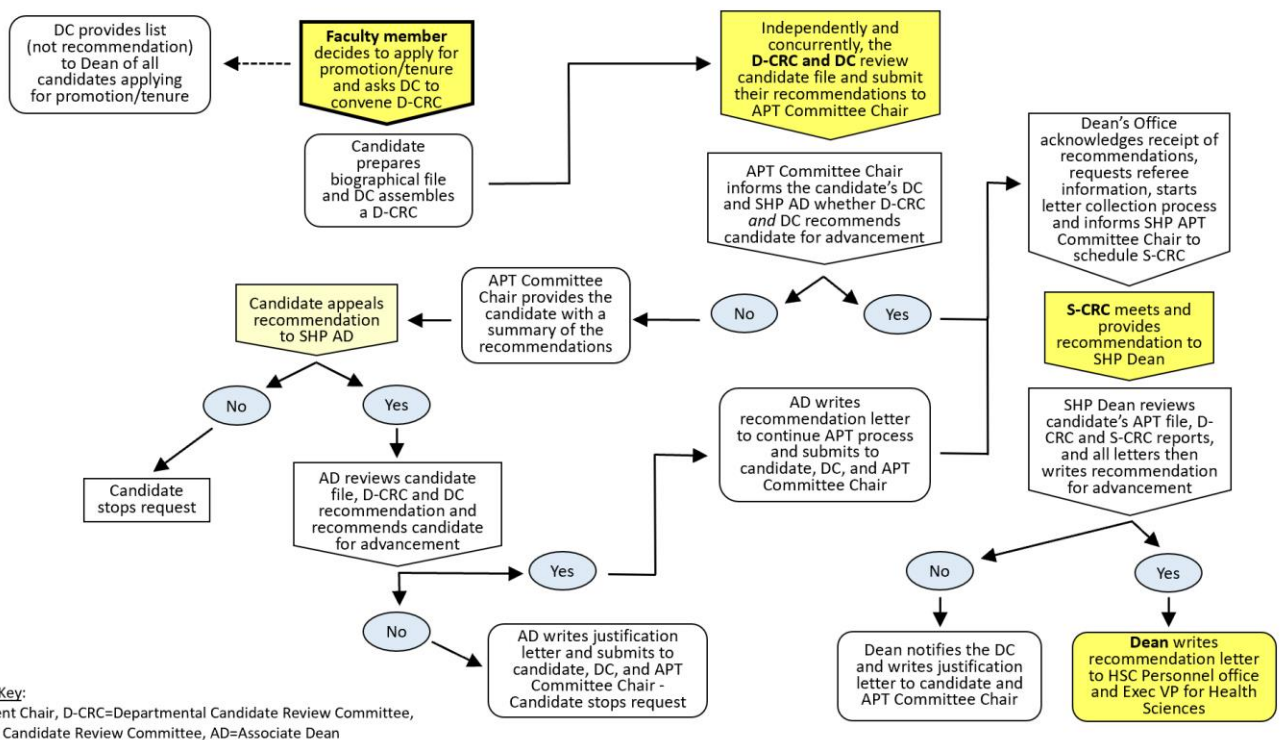 DC provides list
(not recommendation)
to Dean of all
candidates applying
for promotion/tenure
Faculty member
decides to apply for
promotion/tenure
and asks DC to
convene D-CRC
Candidate
prepares
biographical file
and DC assembles
a D-CRC
Independently and
concurrently, the
D-CRC and DC review
candidate file and submit
their recommendations to
APT Committee Chair
APT Committee Chair
informs the candidate's DC
and SHP AD whether D-CRC
and DC recommends
candidate for advancement
No
Yes
Dean's Office
acknowledges receipt of
recommendations,
requests referee
information, starts
letter collection process
and informs SHP APT
Committee Chair to
schedule S-CRC
APT Committee
Chair provides the
candidate with a
summary of the
recommendations
Candidate appeals
recommendation
to SHP AD
No
Yes
Candidate
stops request
AD reviews candidate
file, D-CRC and DC
recommendation and
recommends candidate
for advancement
Yes
No
AD writes justification
letter and submits to
candidate, DC, and APT
Committee Chair -
Candidate stops request
AD writes
recommendation letter
to continue APT process
and submits to
candidate, DC, and APT
Committee Chair
S-CRC meets and
provides
recommendation to
SHP Dean
SHP Dean reviews
candidate's APT file, D-
CRC and S-CRC reports,
and all letters then
writes recommendation
for advancement
No
Yes
Dean notifies the DC
and writes justification
letter to candidate and
APT Committee Chair
Dean writes
recommendation letter
to HSC Personnel office
and Exec VP for Health
Sciences
Key:
ent Chair, D-CRC=Departmental Candidate Review Committee,
Candidate Review Committee, AD=Associate Dean